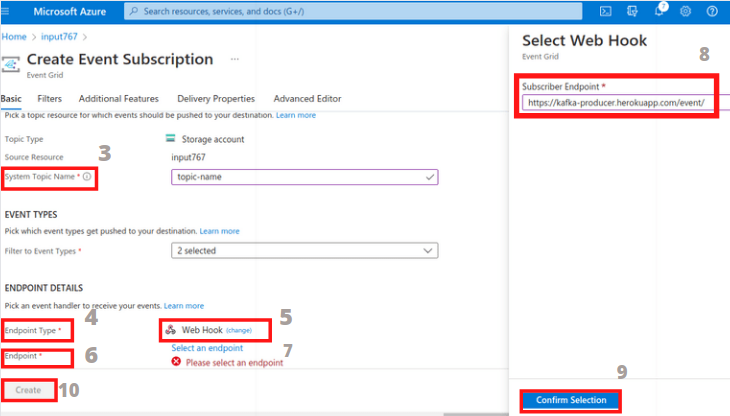 Microsoft Azure
Search resources, services, and docs (G+/)
7
Home > input767 >
Create Event Subscription ...
Event Grid
Basic Filters Additional Features Delivery Properties Advanced Editor
Pick a topic resource for which events should be pushed to your destination. Learn more
Topic Type Storage account
3
Source Resource input767
System Topic Name * topic-name
EVENT TYPES
Pick which event types get pushed to your destination. Learn more
Filter to Event Types * 2 selected
ENDPOINT DETAILS
Pick an event handler to receive your events. Learn more
4 5
Endpoint Type * Web Hook (change)
Select an endpoint
7
6
Endpoint *
Please select an endpoint
Create
10
Select Web Hook
8
Event Grid
Subscriber Endpoint *
https://kafka-producer.herokuapp.com/event/
9
Confirm Selection